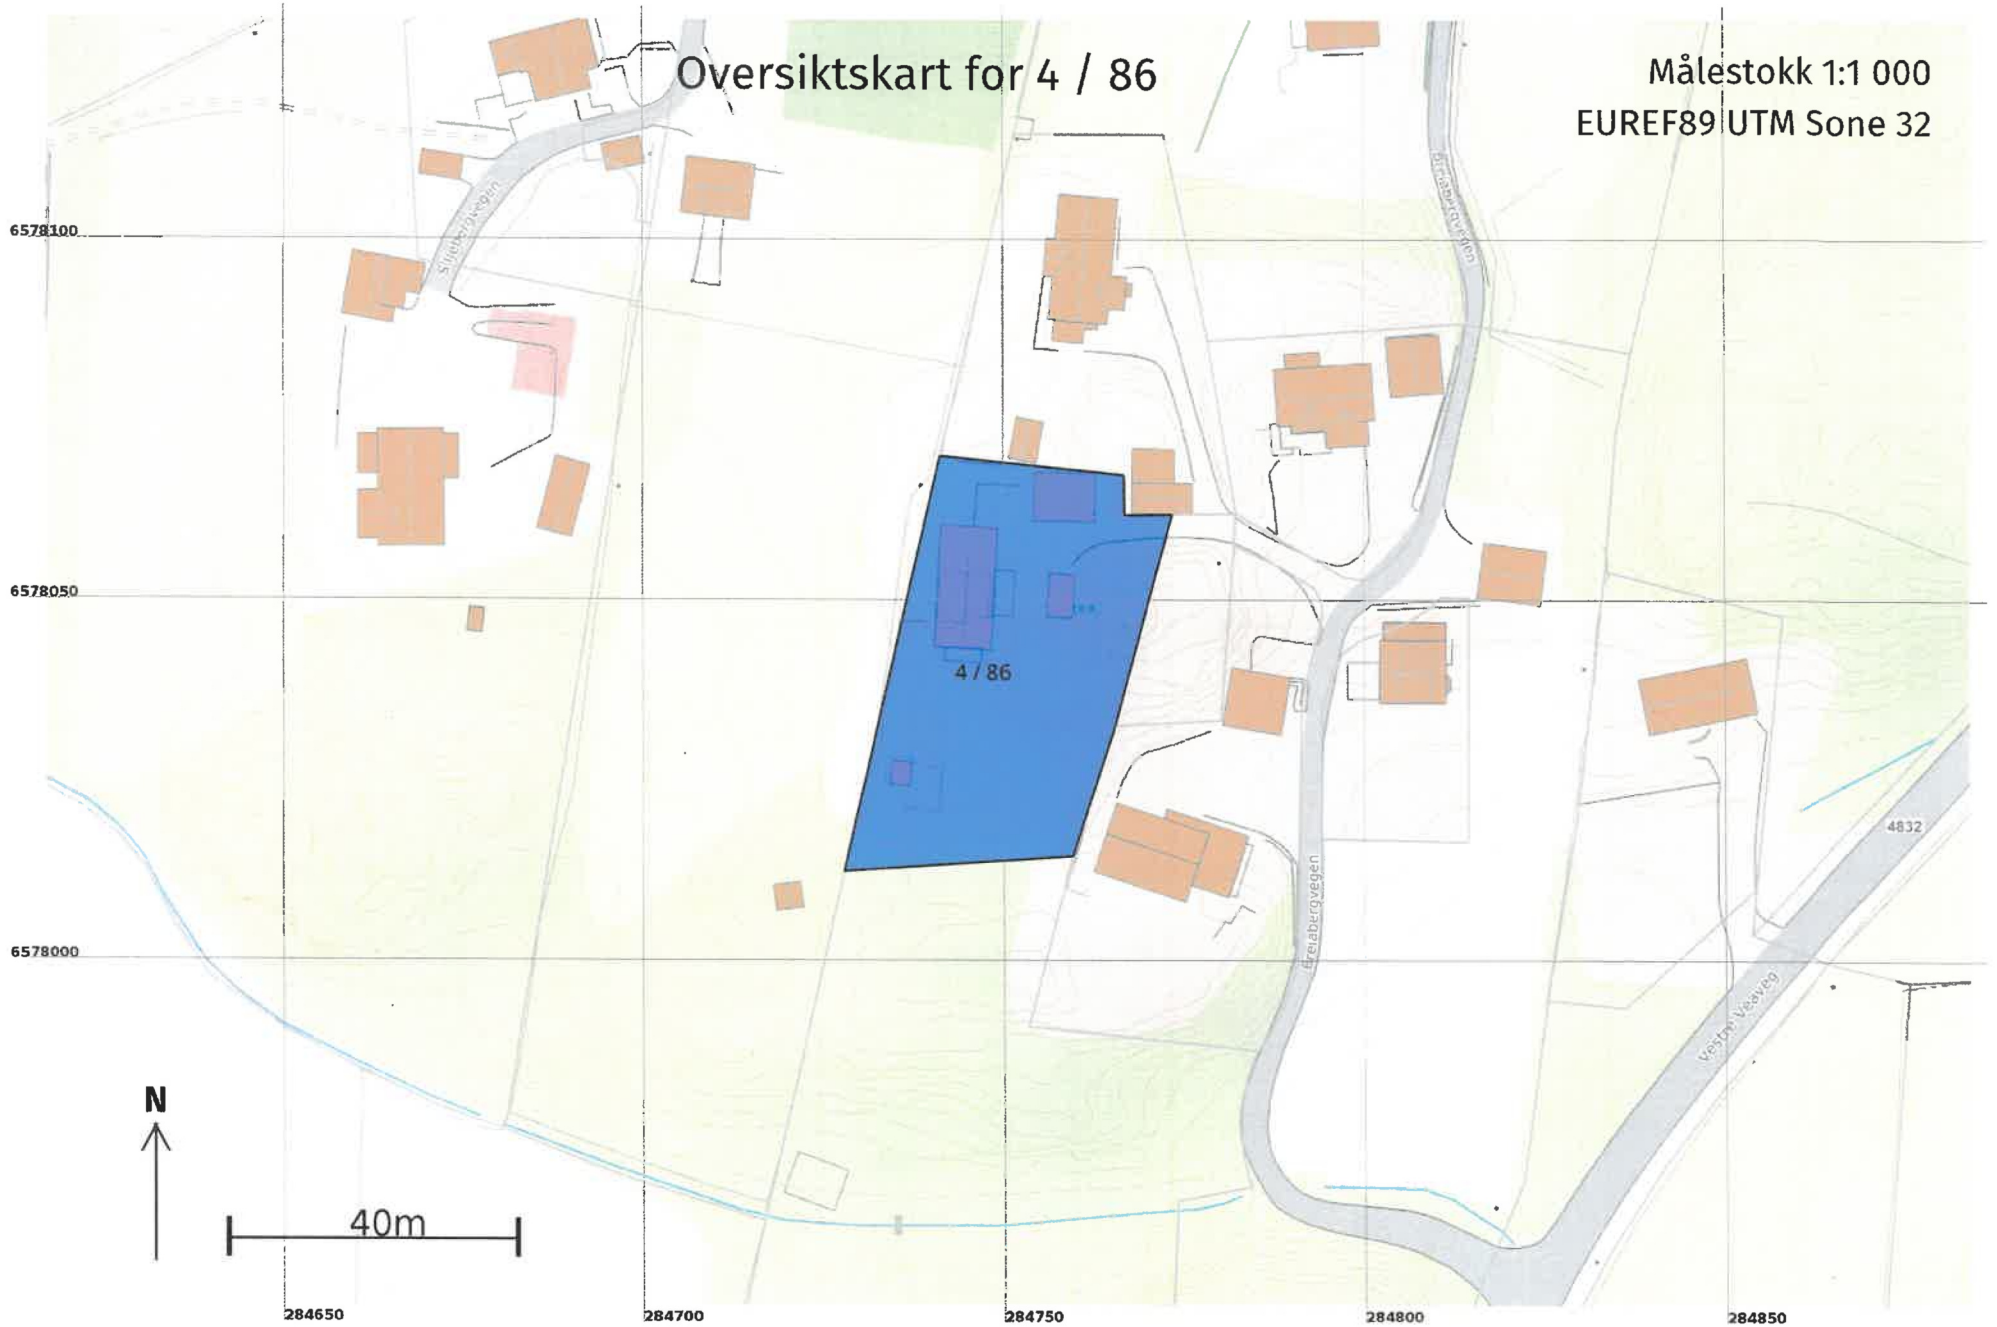 Oversiktskart for 4 / 86
Målestokk 1:1 000
EUREF89 UTM Sone 32
Breiabergvegen
6578100
6578050
4 / 86
4832
Breiabergvegen
6578000
Vestre Veaveg
N
40m
284650
284700
284750
284800
284850